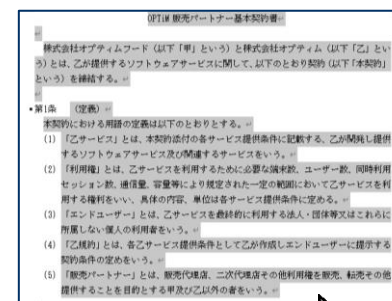 OPTiM 販売パートナー基本契約書
株式会社オプティムフード（以下「甲」という）と株式会社オプティム（以下「乙」とい
う）とは、乙が提供するソフトウェアサービスに関して、以下のとおり契約（以下「本契約」
という）を締結する。
第1条　（定義）
本契約における用語の定義は以下のとおりとする。
(1) 「乙サービス」とは、本契約添付の各サービス提供条件に記載する、乙が開発し提供
するソフトウェアサービス及び関連するサービスをいう。
(2) 「利用権」とは、乙サービスを利用するために必要な端末数、ユーザー数、同時利用
セッション数、通信量、容量等により規定された一定の範囲において乙サービスを利
用する権利をいい、具体の内容、単位は各サービス提供条件に定める。
(3) 「エンドユーザー」とは、乙サービスを最終的に利用する法人・団体等又はこれらに
所属しない個人の利用者をいう。
(4) 「乙規約」とは、各乙サービス提供条件として乙が作成しエンドユーザーに提示する
契約条件の定めをいう。
(5) 「販売パートナー」とは、販売代理店、二次代理店その他利用権を販売、転売その他
提供することを目的とする甲及び乙以外の者をいう。